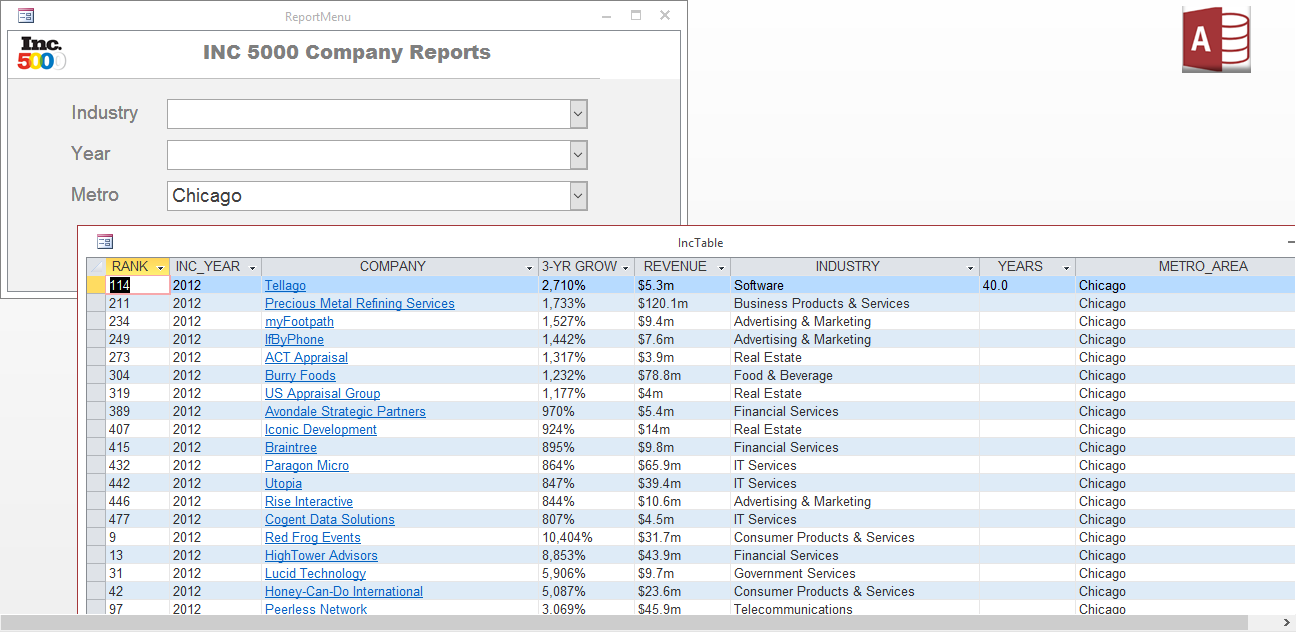 ReportMenu
Inc.
5000
INC 5000 Company Reports
A
Industry
Year
Metro Chicago
IncTable
RANK INC_YEAR COMPANY 3-YR GROW REVENUE INDUSTRY YEARS METRO_AREA
114 2012 Tellago 2,710% $5.3m Software 40.0 Chicago
211 2012 Precious Metal Refining Services 1,733% $120.1m Business Products & Services Chicago
234 2012 myFootpath 1,527% $9.4m Advertising & Marketing Chicago
249 2012 IfByPhone 1,442% $7.6m Advertising & Marketing Chicago
273 2012 ACT Appraisal 1,317% $3.9m Real Estate Chicago
304 2012 Burry Foods 1,232% $78.8m Food & Beverage Chicago
319 2012 US Appraisal Group 1,177% $4m Real Estate Chicago
389 2012 Avondale Strategic Partners 970% $5.4m Financial Services Chicago
407 2012 Iconic Development 924% $14m Real Estate Chicago
415 2012 Braintree 895% $9.8m Financial Services Chicago
432 2012 Paragon Micro 864% $65.9m IT Services Chicago
442 2012 Utopia 847% $39.4m IT Services Chicago
446 2012 Rise Interactive 844% $10.6m Advertising & Marketing Chicago
477 2012 Cogent Data Solutions 807% $4.5m IT Services Chicago
9 2012 Red Frog Events 10,404% $31.7m Consumer Products & Services Chicago
13 2012 HighTower Advisors 8,853% $43.9m Financial Services Chicago
31 2012 Lucid Technology 5,906% $9.7m Government Services Chicago
42 2012 Honey-Can-Do International 5,087% $23.6m Consumer Products & Services Chicago
97 2012 Peerless Network 3,069% $45.9m Telecommunications Chicago